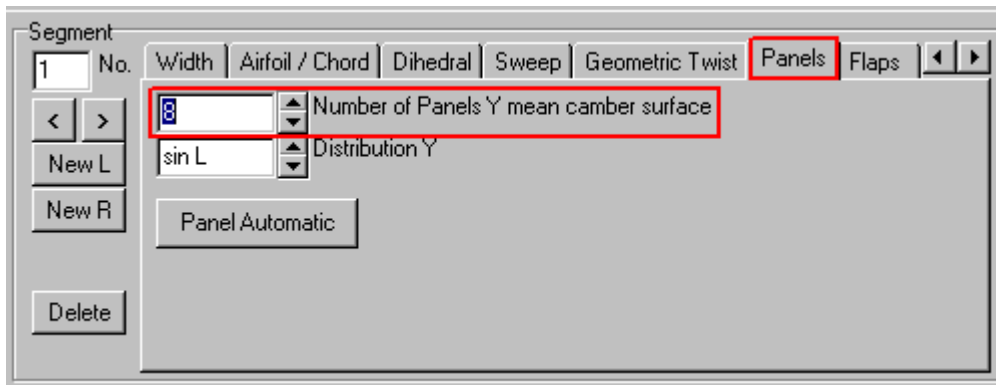 Segment
1 No.
Width Airfoil / Chord Dihedral Sweep Geometric Twist Panels Flaps
8 Number of Panels Y mean camber surface
< >
sin L Distribution Y
New L
New R
Panel Automatic
Delete